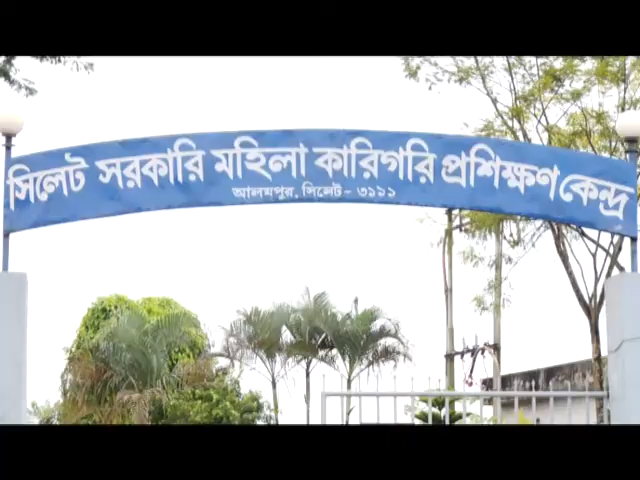 সিলেট সরকারি মহিলা কারিগরি প্রশিক্ষণ কেন্দ্র
আলমপুর, সিলেট - ৩১১১